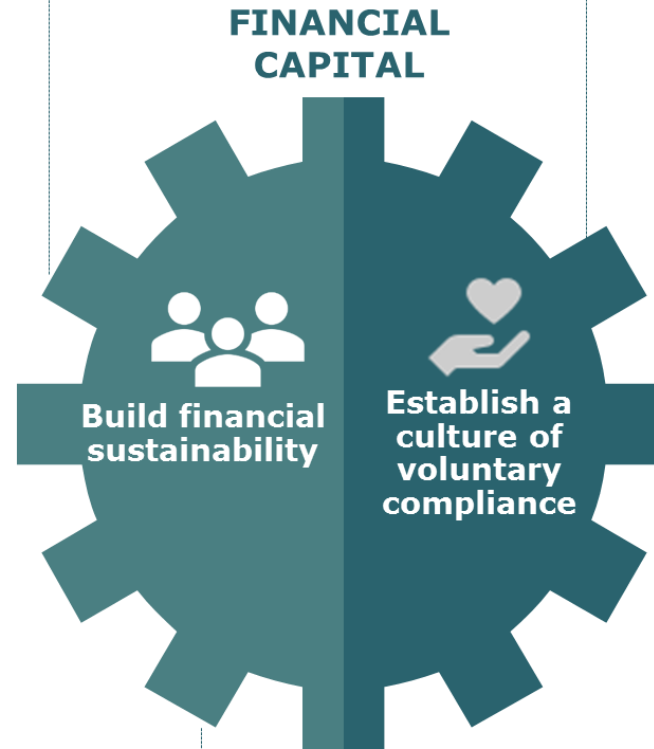 FINANCIAL
CAPITAL
Build financial
sustainability
Establish a
culture of
voluntary
compliance